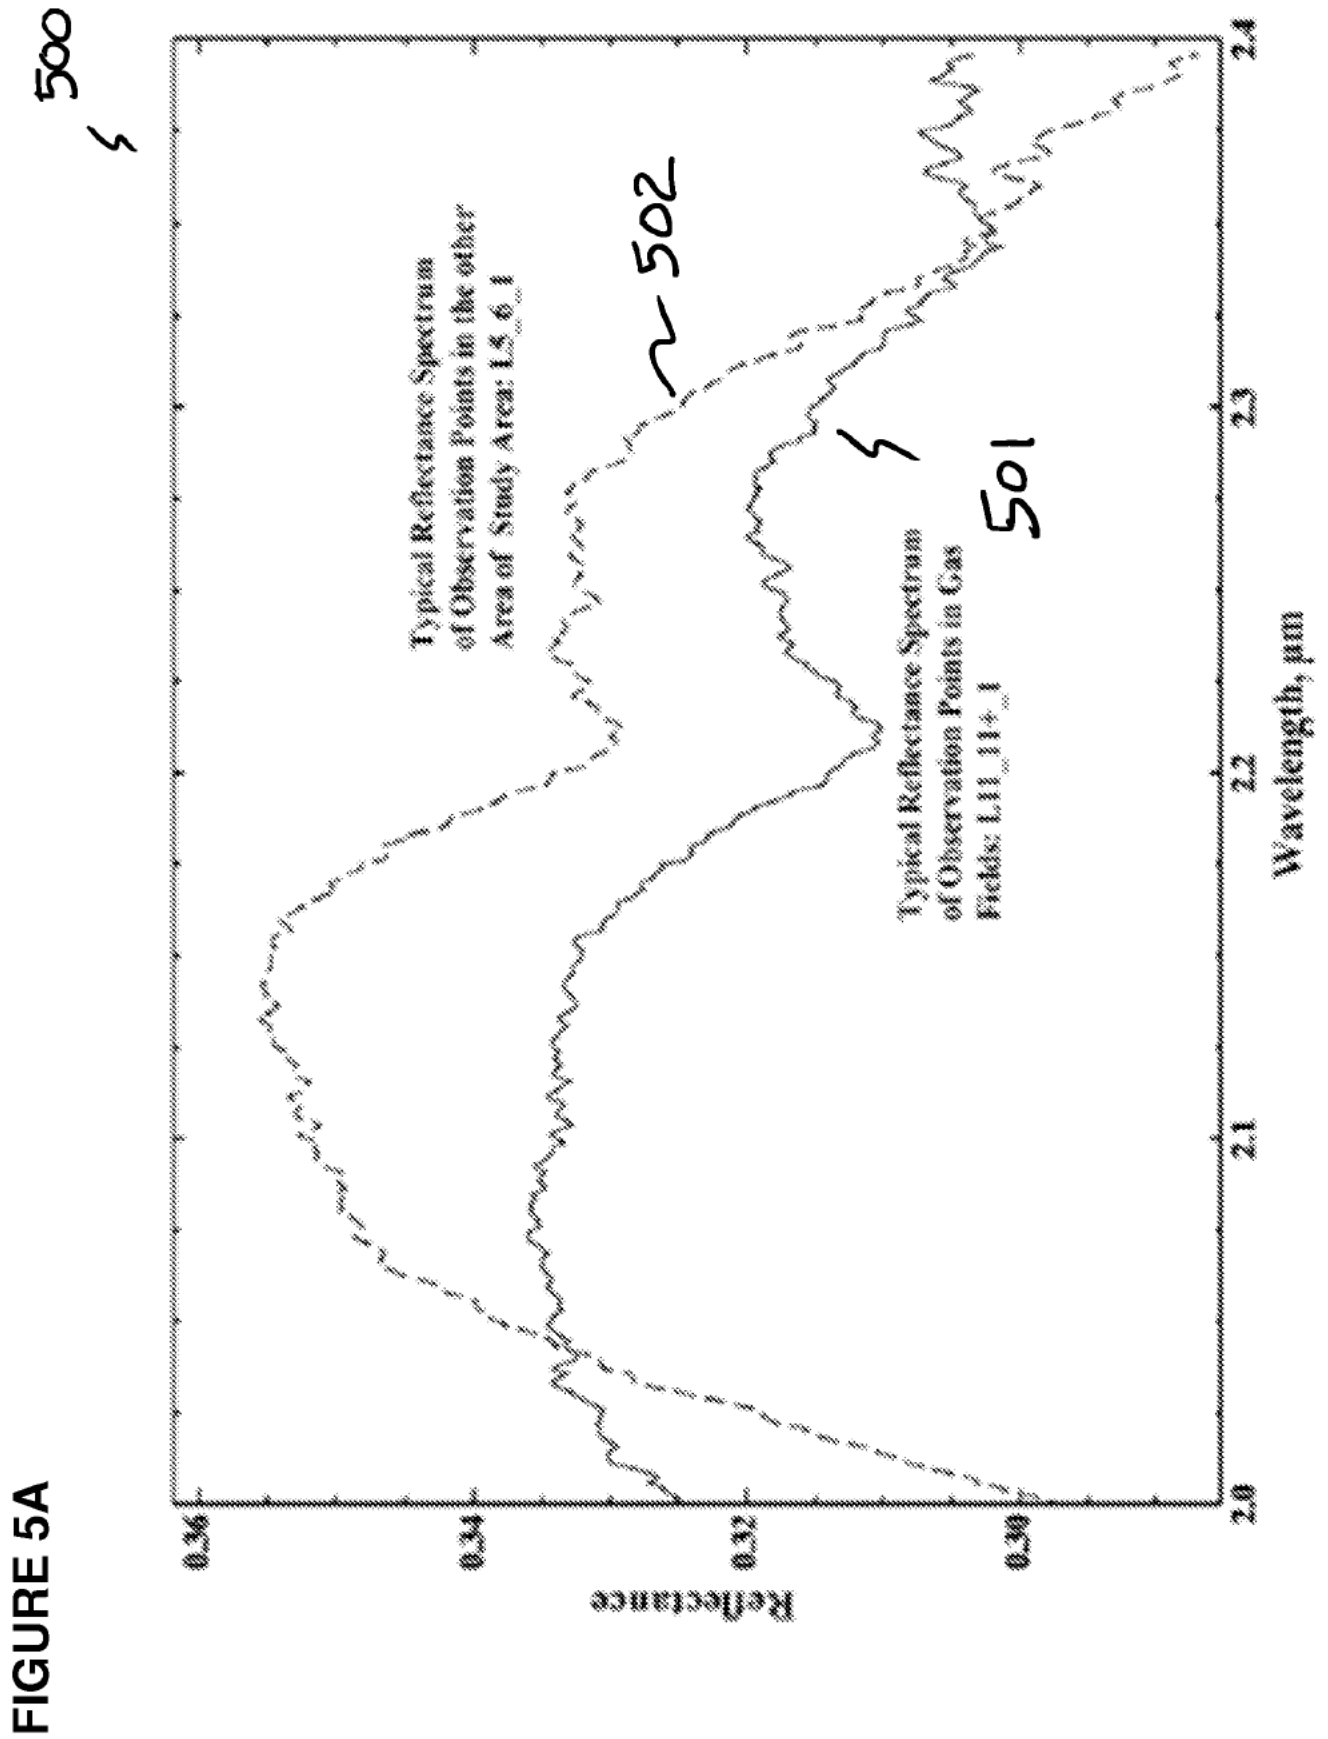 FIGURE 5A
500
Typical Reflectance Spectrum
of Observation Points in the other
Area of Study Area: L5_6_1
502
501
Typical Reflectance Spectrum
of Observation Points in Gas
Fields: L11_11+_1
Reflectance
0.36
0.34
0.32
0.30
2.0
2.1
2.2
2.3
2.4
Wavelength, µm